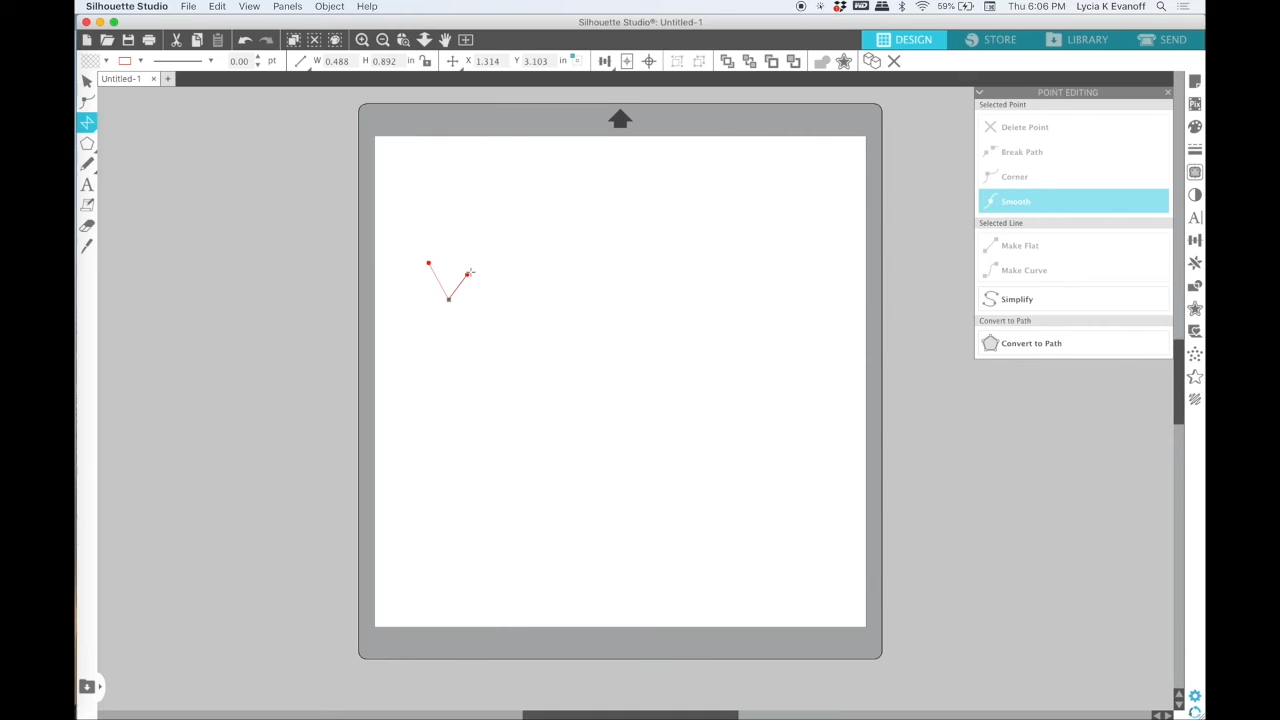 Silhouette Studio File Edit View Panels Object Help 59% Thu 6:06 PM Lycia K Evanoff
Silhouette Studio®: Untitled-1
DESIGN STORE LIBRARY SEND
0.00 pt W 0.488 H 0.892 in X 1.314 Y 3.103 in
Untitled-1 × +
POINT EDITING
Selected Point
Delete Point
Break Path
Corner
Smooth
Selected Line
Make Flat
Make Curve
Simplify
Convert to Path
Convert to Path